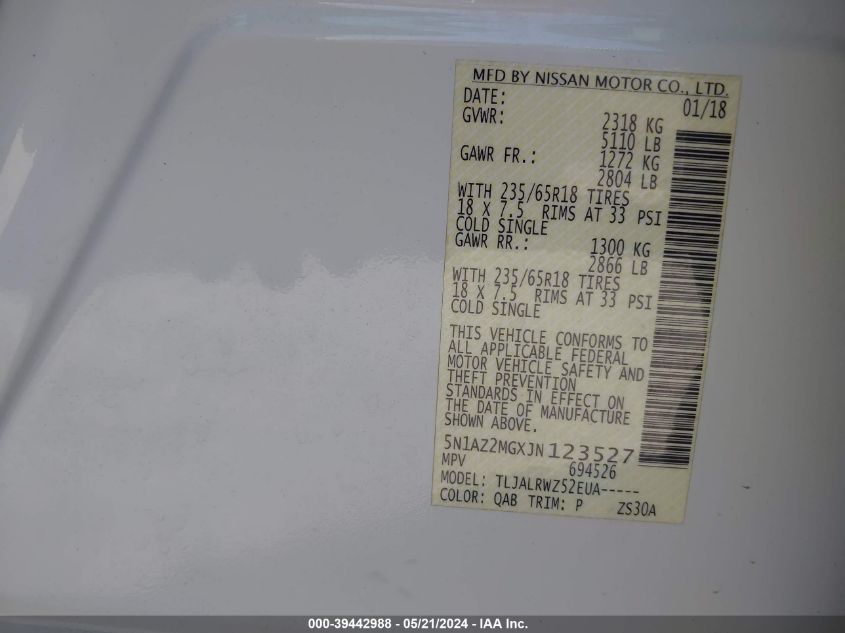 MFD BY NISSAN MOTOR CO., LTD.
DATE: 01/18
GVWR: 2318 KG
5110 LB
GAWR FR.: 1272 KG
2804 LB
WITH 235/65R18 TIRES
18 X 7.5 RIMS AT 33 PSI
COLD SINGLE
GAWR RR.: 1300 KG
2866 LB
WITH 235/65R18 TIRES
18 X 7.5 RIMS AT 33 PSI
COLD SINGLE
THIS VEHICLE CONFORMS TO
ALL APPLICABLE FEDERAL
MOTOR VEHICLE SAFETY AND
THEFT PREVENTION
STANDARDS IN EFFECT ON
THE DATE OF MANUFACTURE
SHOWN ABOVE.
5N1AZ2MGXJN123527
MPV 694526
MODEL: TLJALRWZ52EUA-----
COLOR: QAB TRIM: P ZS30A
000-39442988 - 05/21/2024 - IAA Inc.